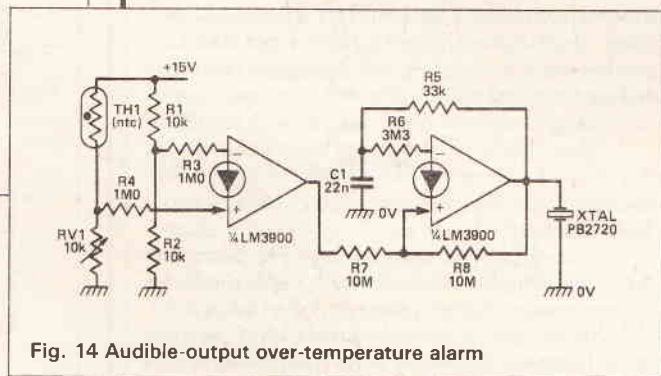 +15V
TH1
(ntc)
R1
10k
R3
1M0
R4
1M0
RV1
10k
R2
10k
−
+
¼LM3900
R5
33k
R6
3M3
C1
22n
0V
−
+
¼LM3900
R7
10M
R8
10M
XTAL
PB2720
0V
Fig. 14 Audible-output over-temperature alarm